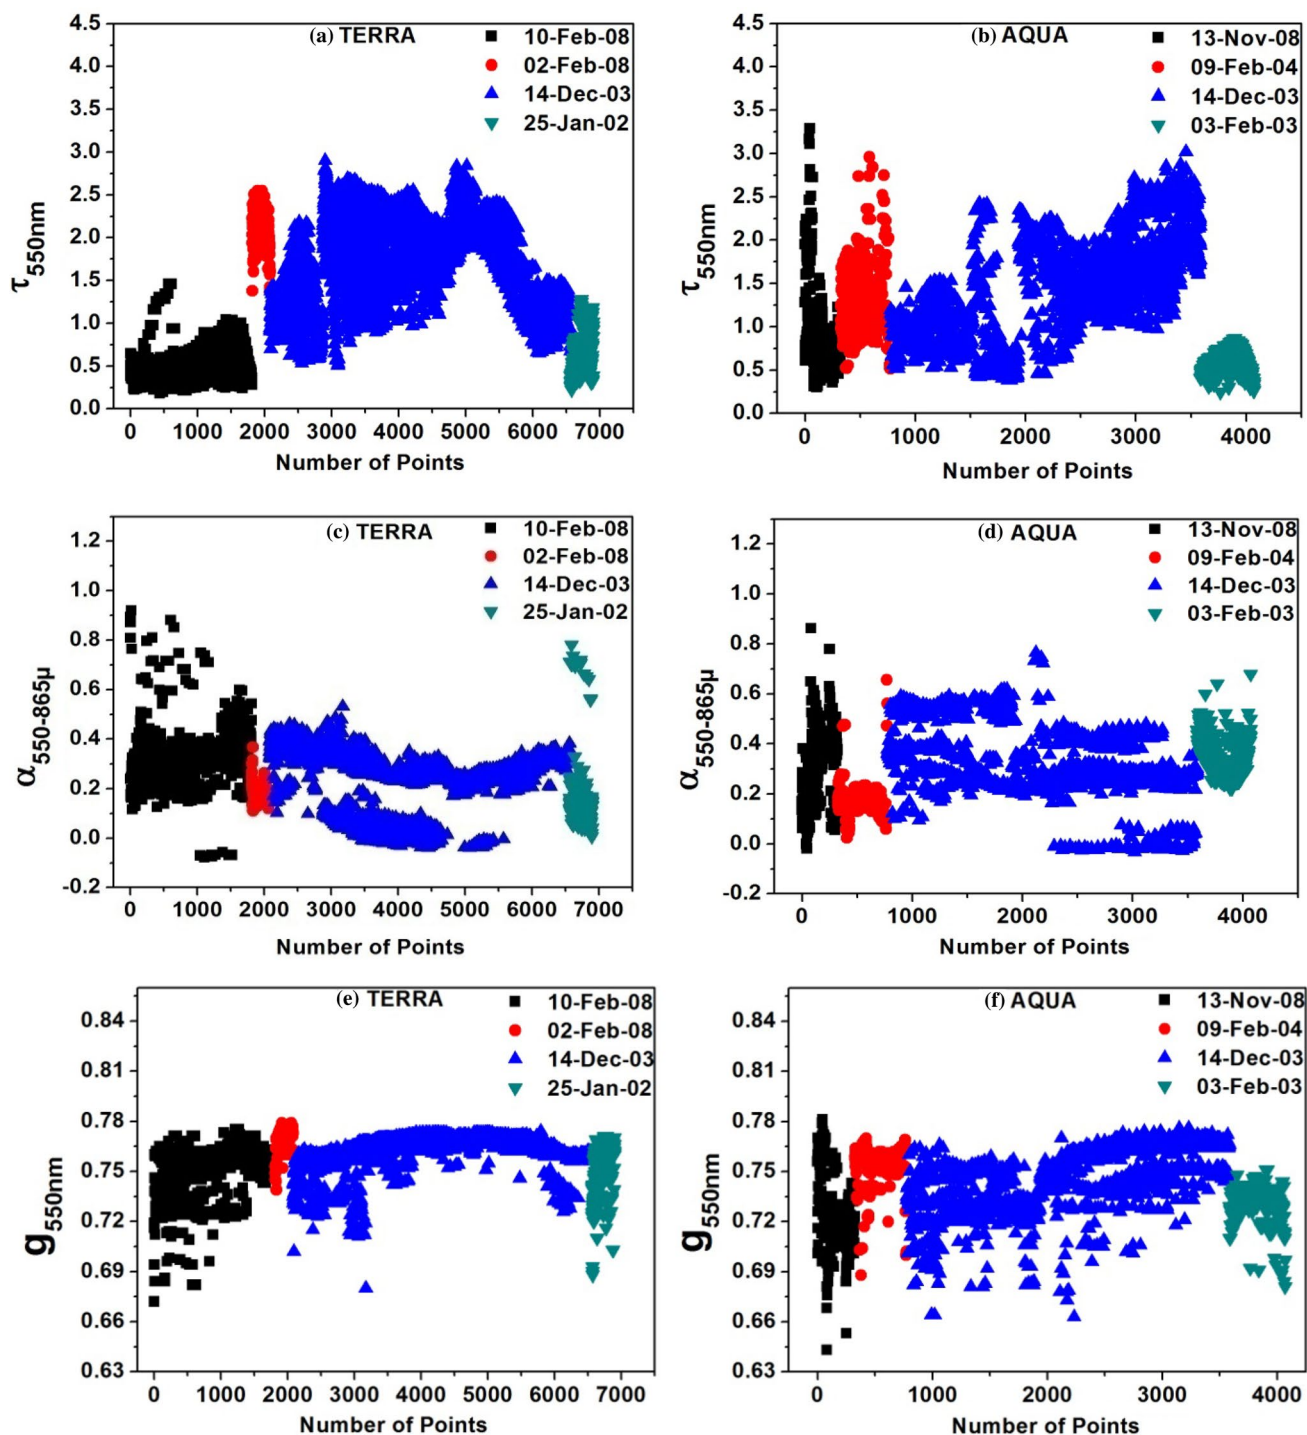 (a) TERRA
10-Feb-08
02-Feb-08
14-Dec-03
25-Jan-02
4.5
4.0
3.5
3.0
2.5
2.0
1.5
1.0
0.5
0.0
τ550nm
0 1000 2000 3000 4000 5000 6000 7000
Number of Points
(b) AQUA
13-Nov-08
09-Feb-04
14-Dec-03
03-Feb-03
4.5
4.0
3.5
3.0
2.5
2.0
1.5
1.0
0.5
0.0
τ550nm
0 1000 2000 3000 4000
Number of Points
(c) TERRA
10-Feb-08
02-Feb-08
14-Dec-03
25-Jan-02
1.2
1.0
0.8
0.6
0.4
0.2
0.0
-0.2
α550-865μ
0 1000 2000 3000 4000 5000 6000 7000
Number of Points
(d) AQUA
13-Nov-08
09-Feb-04
14-Dec-03
03-Feb-03
1.2
1.0
0.8
0.6
0.4
0.2
0.0
-0.2
α550-865μ
0 1000 2000 3000 4000
Number of Points
(e) TERRA
10-Feb-08
02-Feb-08
14-Dec-03
25-Jan-02
0.84
0.81
0.78
0.75
0.72
0.69
0.66
0.63
g550nm
0 1000 2000 3000 4000 5000 6000 7000
Number of Points
(f) AQUA
13-Nov-08
09-Feb-04
14-Dec-03
03-Feb-03
0.84
0.81
0.78
0.75
0.72
0.69
0.66
0.63
g550nm
0 1000 2000 3000 4000
Number of Points